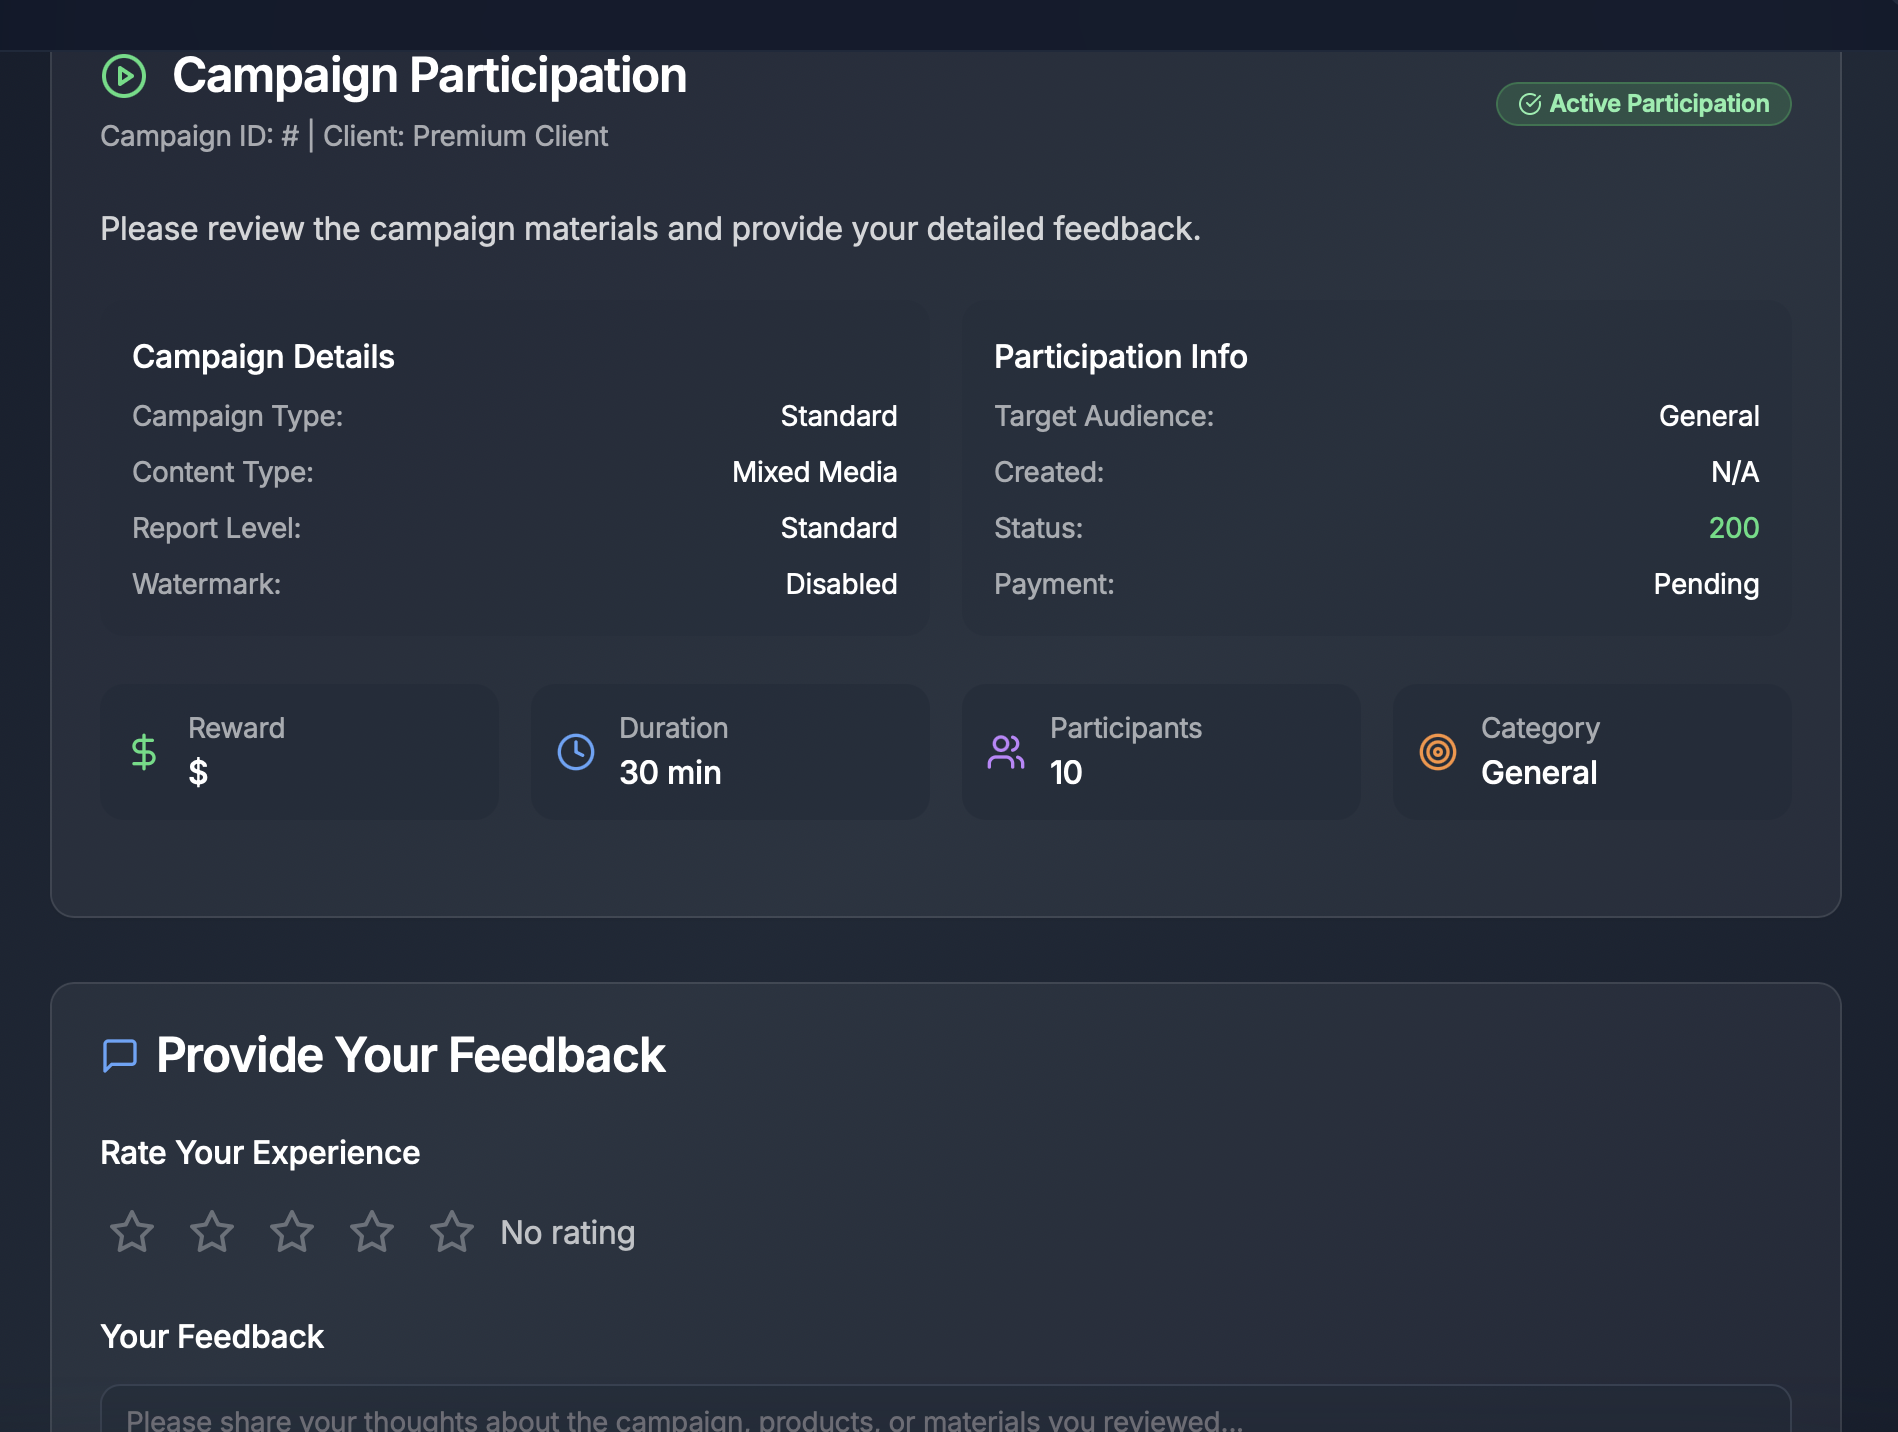 Campaign Participation
Active Participation
Campaign ID: # | Client: Premium Client
Please review the campaign materials and provide your detailed feedback.
Campaign Details
Campaign Type: Standard
Content Type: Mixed Media
Report Level: Standard
Watermark: Disabled
Participation Info
Target Audience: General
Created: N/A
Status: 200
Payment: Pending
Reward
$
Duration
30 min
Participants
10
Category
General
Provide Your Feedback
Rate Your Experience
No rating
Your Feedback
Please share your thoughts about the campaign, products, or materials you reviewed...